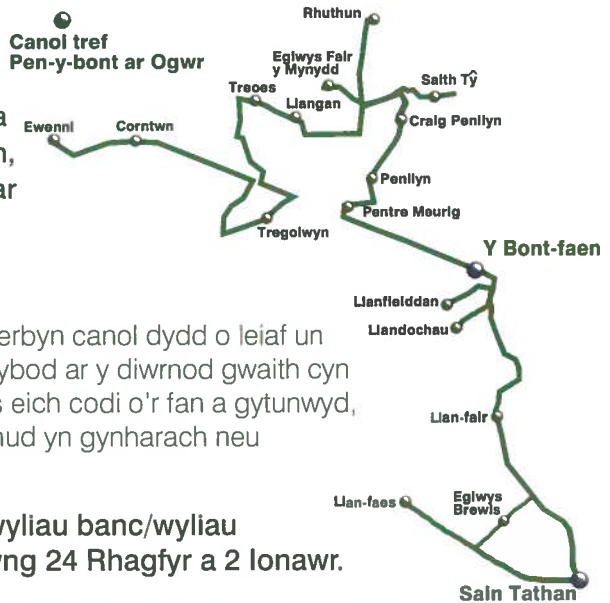 Rhuthun
Canol tref
Pen-y-bont ar Ogwr
Eglwys Fair
y Mynydd
Saith Tŷ
Treoes
Llangan
Craig Penllyn
a
Ewenni
Corntwn
n,
ar
Penllyn
Pentre Meurig
Tregolwyn
Y Bont-faen
Llanfleiddan
Llandochau
erbyn canol dydd o leiaf un
ybod ar y diwrnod gwaith cyn
s eich codi o'r fan a gytunwyd,
nud yn gynharach neu
Llan-fair
Llan-faes
Eglwys
Brewis
wyliau banc/wyliau
wng 24 Rhagfyr a 2 Ionawr.
Sain Tathan